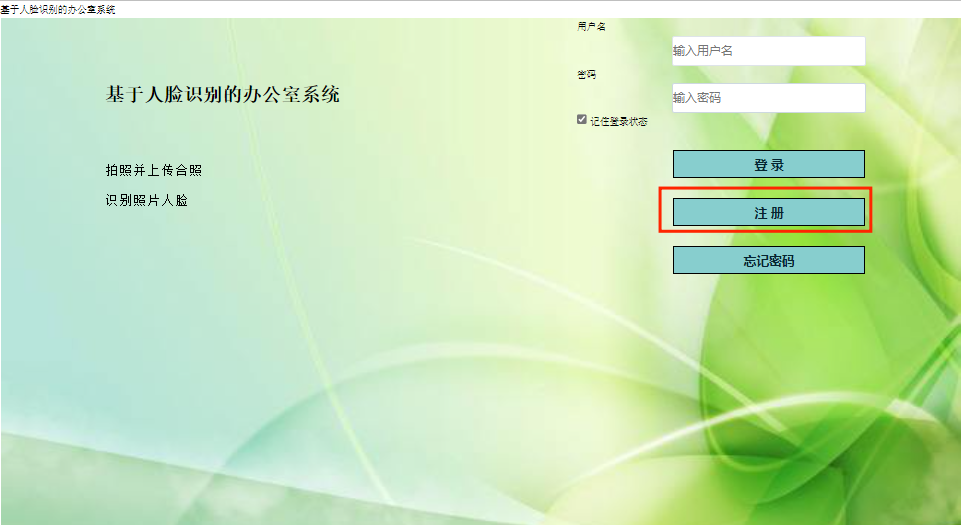 基于人脸识别的办公室系统
用户名
输入用户名
基于人脸识别的办公室系统
密码
输入密码
记住登录状态
拍照并上传合照
登 录
识别照片人脸
注 册
忘记密码